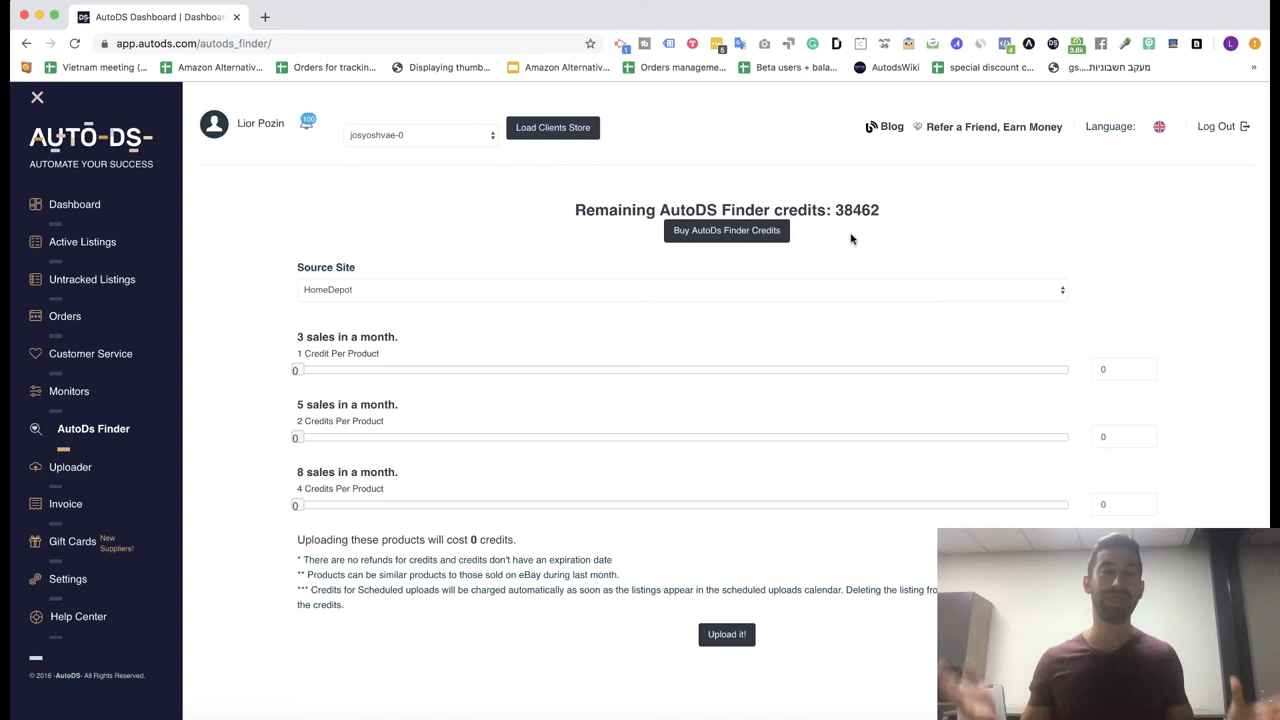 AutoDS Dashboard | Dashboar
app.autods.com/autods_finder/
Vietnam meeting (...
Amazon Alternativ...
Orders for trackin...
Displaying thumb...
Amazon Alternativ...
Orders manageme...
Beta users + bala...
AutodsWiki
special discount c...
gs....מעקב חשבוניות
AUTO-DS-
AUTOMATE YOUR SUCCESS
Dashboard
Active Listings
Untracked Listings
Orders
Customer Service
Monitors
AutoDs Finder
Uploader
Invoice
Gift Cards New Suppliers!
Settings
Help Center
© 2016 -AutoDS- All Rights Reserved.
Lior Pozin
100
josyoshvae-0
Load Clients Store
Blog
Refer a Friend, Earn Money
Language:
Log Out
Remaining AutoDS Finder credits: 38462
Buy AutoDs Finder Credits
Source Site
HomeDepot
3 sales in a month.
1 Credit Per Product
0
0
5 sales in a month.
2 Credits Per Product
0
0
8 sales in a month.
4 Credits Per Product
0
0
Uploading these products will cost 0 credits.
* There are no refunds for credits and credits don't have an expiration date
** Products can be similar products to those sold on eBay during last month.
*** Credits for Scheduled uploads will be charged automatically as soon as the listings appear in the scheduled uploads calendar. Deleting the listing fro
the credits.
Upload it!